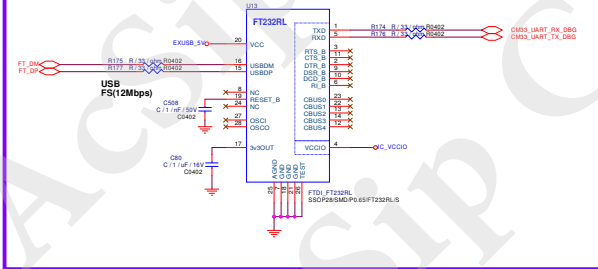 U13
FT232RL
EXUSB_5V
20
VCC
TXD
RXD
1
5
R174 R / 33 / ohm R0402
R176 R / 33 / ohm R0402
CM33_UART_RX_DBG
CM33_UART_TX_DBG
FT_DM
FT_DP
R175 R / 33 / ohm R0402
R177 R / 33 / ohm R0402
16
15
USBDM
USBDP
RTS_B
CTS_B
DTR_B
DSR_B
DCD_B
RI_B
3
11
2
9
10
6
USB
FS(12Mbps)
8
19
24
NC
RESET_B
NC
C508
C / 1 / nF / 50V
C0402
27
28
OSCI
OSCO
CBUS0
CBUS1
CBUS2
CBUS3
CBUS4
23
22
13
14
12
17
3v3OUT
VCCIO
4
IC_VCCIO
C80
C / 1 / uF / 16V
C0402
AGND
GND
GND
GND
TEST
25
7
18
21
26
FTDI_FT232RL
SSOP28/SMD/P0.65/FT232RL/S
AcSip C